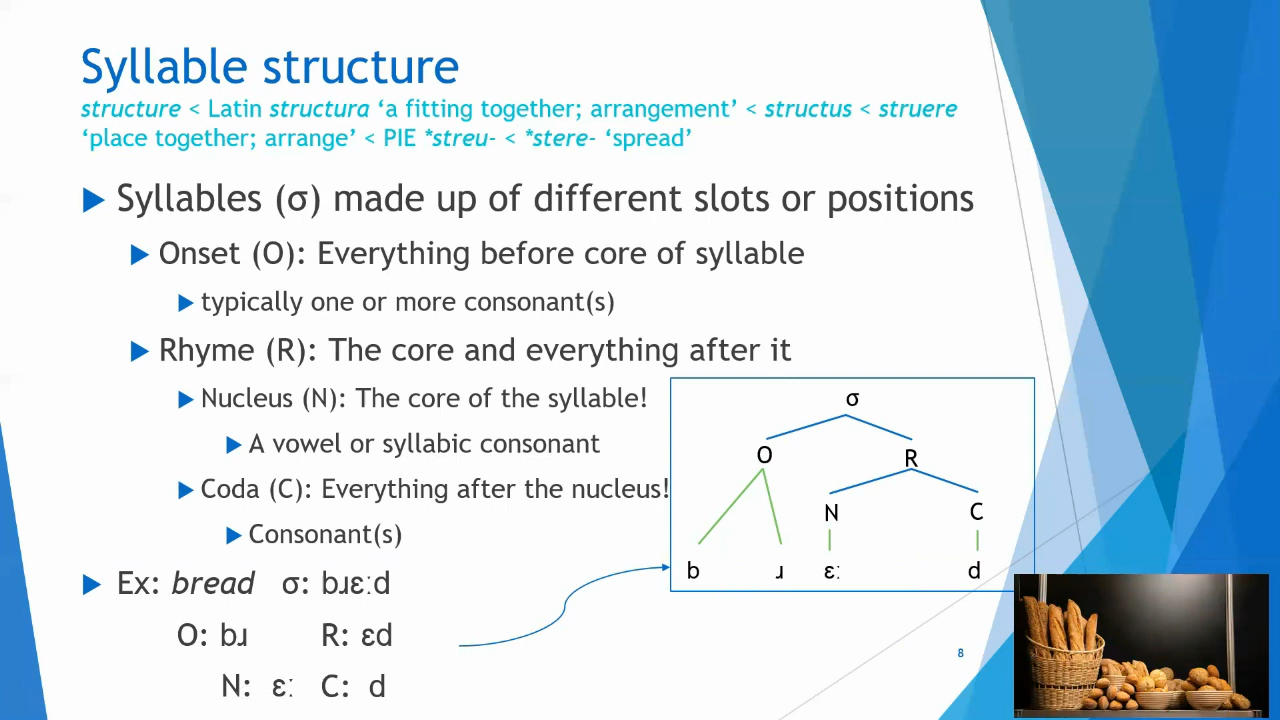 Syllable structure
structure < Latin structura ‘a fitting together; arrangement’ < structus < struere
‘place together; arrange’ < PIE *streu- < *stere- ‘spread’
Syllables (σ) made up of different slots or positions
Onset (O): Everything before core of syllable
typically one or more consonant(s)
Rhyme (R): The core and everything after it
Nucleus (N): The core of the syllable!
A vowel or syllabic consonant
Coda (C): Everything after the nucleus!
Consonant(s)
Ex: bread σ: bɹɛːd
O: bɹ R: ɛd
N: ɛː C: d
σ
O R
N C
b ɹ ɛː d
8